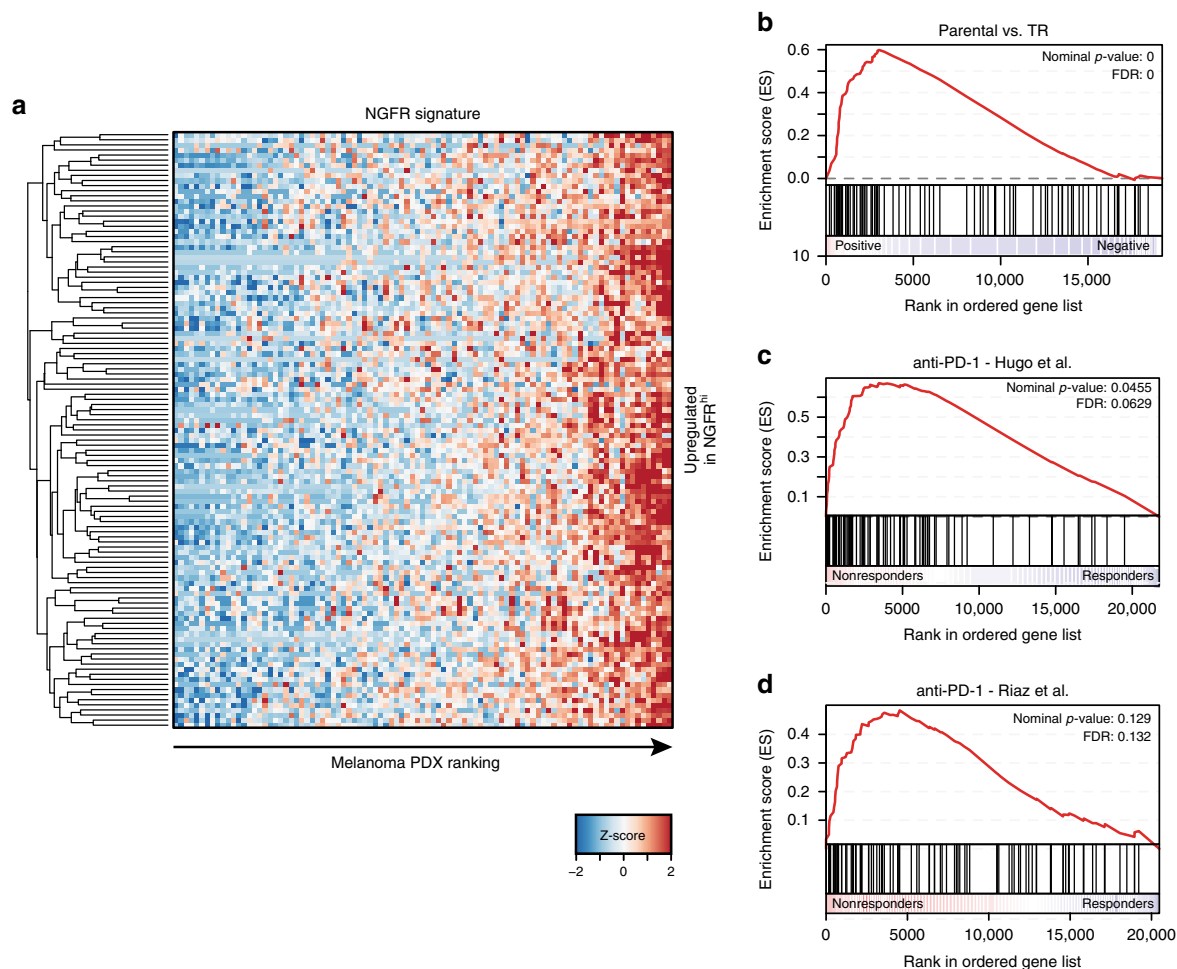 a
NGFR signature
Upregulated
in NGFRhi
Melanoma PDX ranking
Z-score
−2 0 2
b
Parental vs. TR
Nominal p-value: 0
FDR: 0
Enrichment score (ES)
0.6
0.4
0.2
0.0
Positive Negative
10
0 5000 10,000 15,000
Rank in ordered gene list
c
anti-PD-1 - Hugo et al.
Nominal p-value: 0.0455
FDR: 0.0629
Enrichment score (ES)
0.5
0.3
0.1
Nonresponders Responders
0 5000 10,000 15,000 20,000
Rank in ordered gene list
d
anti-PD-1 - Riaz et al.
Nominal p-value: 0.129
FDR: 0.132
Enrichment score (ES)
0.4
0.3
0.2
0.1
Nonresponders Responders
0 5000 10,000 15,000 20,000
Rank in ordered gene list